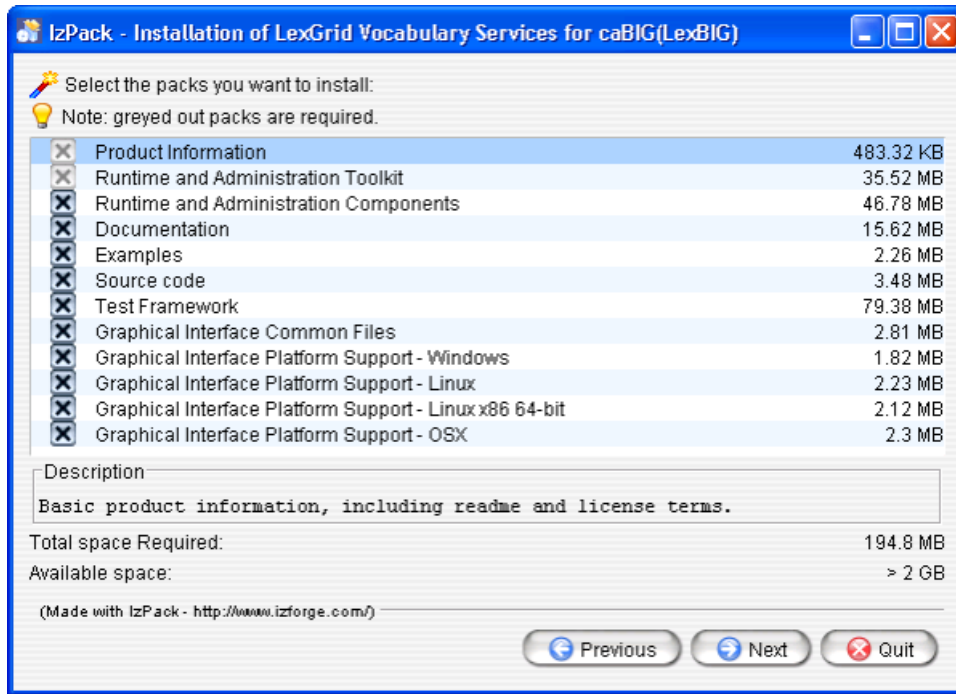 IzPack - Installation of LexGrid Vocabulary Services for caBIG(LexBIG)
Select the packs you want to install:
Note: greyed out packs are required.
Product Information 483.32 KB
Runtime and Administration Toolkit 35.52 MB
Runtime and Administration Components 46.78 MB
Documentation 15.62 MB
Examples 2.26 MB
Source code 3.48 MB
Test Framework 79.38 MB
Graphical Interface Common Files 2.81 MB
Graphical Interface Platform Support - Windows 1.82 MB
Graphical Interface Platform Support - Linux 2.23 MB
Graphical Interface Platform Support - Linux x86 64-bit 2.12 MB
Graphical Interface Platform Support - OSX 2.3 MB
Description
Basic product information, including readme and license terms.
Total space Required: 194.8 MB
Available space: > 2 GB
(Made with IzPack - http://www.izforge.com/)
Previous Next Quit